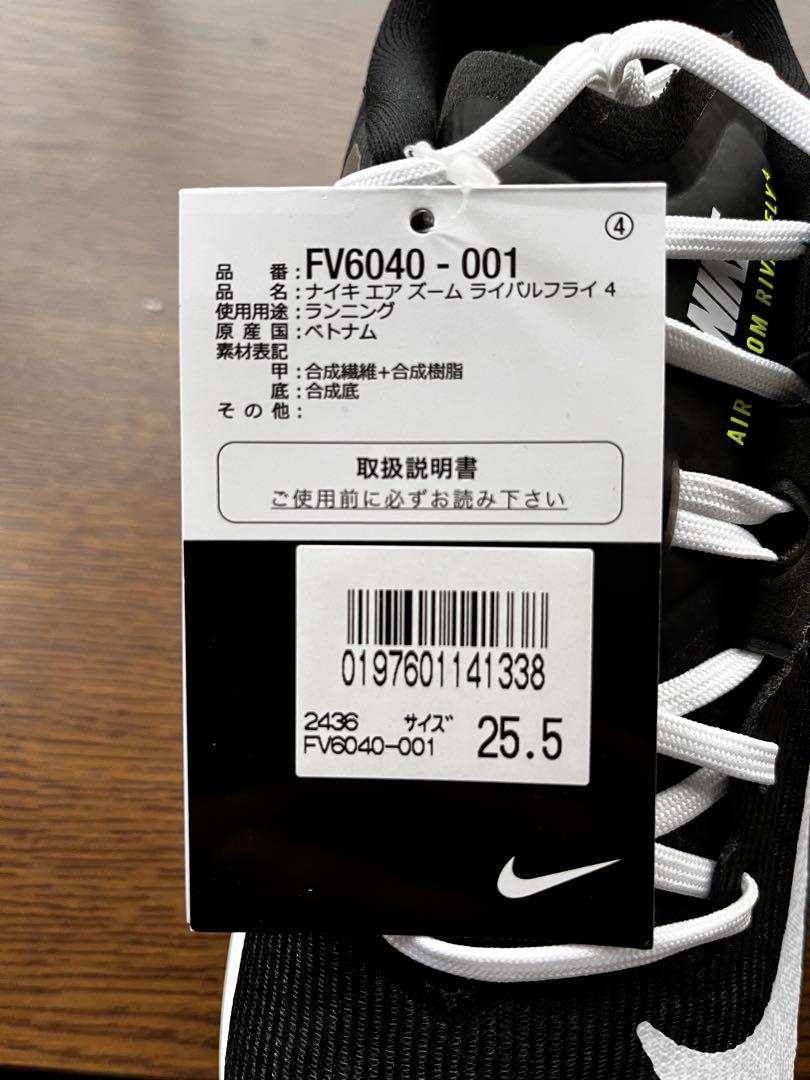 ④
品番:FV6040-001
品名:ナイキ エア ズーム ライバルフライ 4
使用用途:ランニング
原産国:ベトナム
素材表記
甲:合成繊維+合成樹脂
底:合成底
その他:
取扱説明書
ご使用前に必ずお読み下さい
0197601141338
2436 サイズ 25.5
FV6040-001
NIKE
AIR